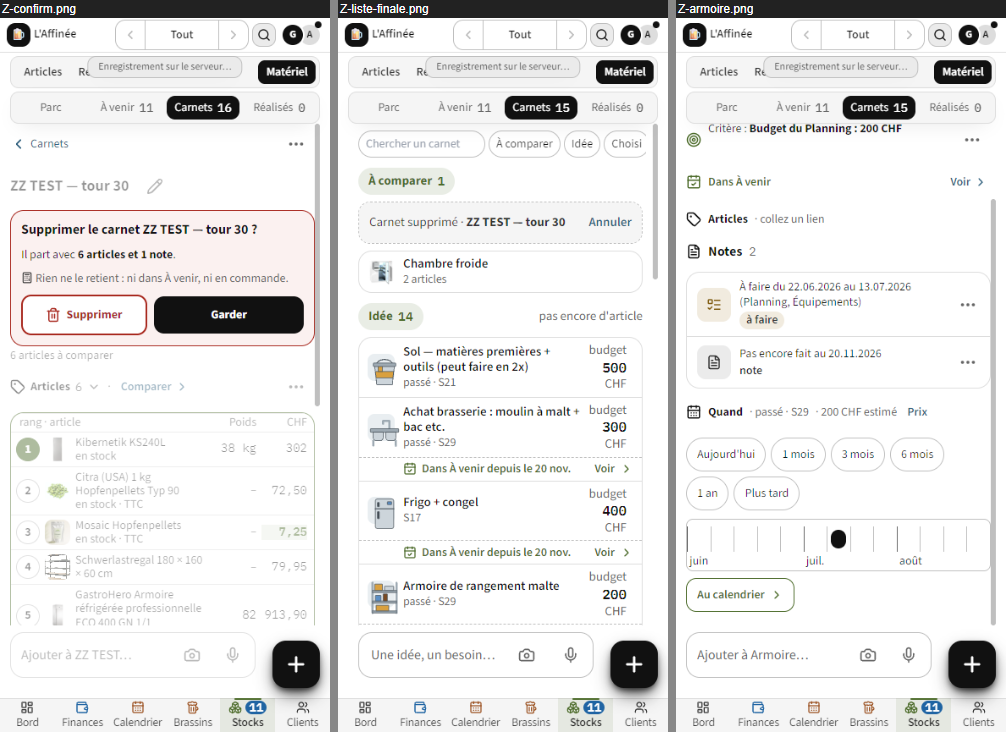 Z-confirm.png
L'Affinée
Tout
G
A
Articles
Re
Enregistrement sur le serveur...
Matériel
Parc
À venir 11
Carnets 16
Réalisés 0
Carnets
ZZ TEST — tour 30
Supprimer le carnet ZZ TEST — tour 30 ?
Il part avec 6 articles et 1 note.
Rien ne le retient : ni dans À venir, ni en commande.
Supprimer
Garder
6 articles à comparer
Articles 6
· Comparer
rang · article
Poids
CHF
1
Kibernetik KS240L
en stock
38 kg
302
2
Citra (USA) 1 kg
Hopfenpellets Typ 90
en stock · TTC
–
72,50
3
Mosaic Hopfenpellets
en stock · TTC
–
7,25
4
Schwerlastregal 180 × 160
× 60 cm
–
79,95
5
GastroHero Armoire
réfrigérée professionnelle
ECO 400 GN 1/1
82
913,90
Ajouter à ZZ TEST...
Bord
Finances
Calendrier
Brassins
11
Stocks
Clients
Z-liste-finale.png
L'Affinée
Tout
G
A
Articles
Re
Enregistrement sur le serveur...
Matériel
Parc
À venir 11
Carnets 15
Réalisés 0
Chercher un carnet
À comparer
Idée
Choisi
À comparer 1
Carnet supprimé · ZZ TEST — tour 30
Annuler
Chambre froide
2 articles
Idée 14
pas encore d'article
Sol — matières premières +
outils (peut faire en 2x)
passé · S21
budget
500
CHF
Achat brasserie : moulin à malt +
bac etc.
passé · S29
budget
300
CHF
Dans À venir depuis le 20 nov.
Voir
Frigo + congel
S17
budget
400
CHF
Dans À venir depuis le 20 nov.
Voir
Armoire de rangement malte
passé · S29
budget
200
CHF
Une idée, un besoin...
Bord
Finances
Calendrier
Brassins
11
Stocks
Clients
Z-armoire.png
L'Affinée
Tout
G
A
Articles
Re
Enregistrement sur le serveur...
Matériel
Parc
À venir 11
Carnets 15
Réalisés 0
Critère : Budget du Planning : 200 CHF
Dans À venir
Voir
Articles · collez un lien
Notes 2
À faire du 22.06.2026 au 13.07.2026
(Planning, Équipements)
à faire
Pas encore fait au 20.11.2026
note
Quand · passé · S29 · 200 CHF estimé Prix
Aujourd'hui
1 mois
3 mois
6 mois
1 an
Plus tard
juin
juil.
août
Au calendrier
Ajouter à Armoire...
Bord
Finances
Calendrier
Brassins
11
Stocks
Clients